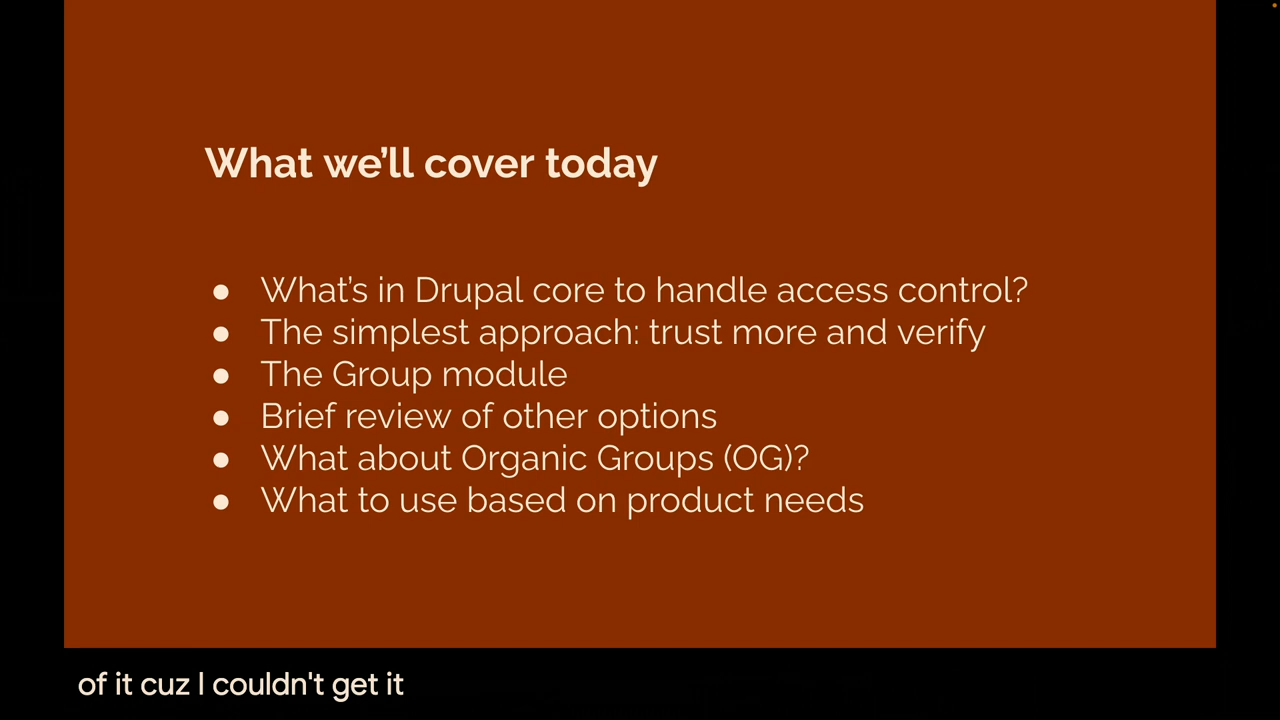 What we’ll cover today
● What’s in Drupal core to handle access control?
● The simplest approach: trust more and verify
● The Group module
● Brief review of other options
● What about Organic Groups (OG)?
● What to use based on product needs
of it cuz I couldn't get it